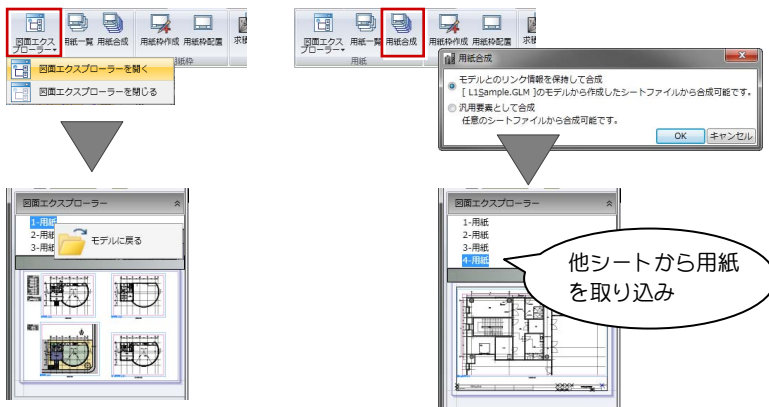 図面エクス
プローラー
用紙一覧
用紙合成
用紙枠作成
用紙枠配置
図面エクスプローラーを開く
図面エクスプローラーを閉じる
図面エクスプローラー
1-用紙
2-用紙
3-用紙
モデルに戻る
図面エクス
プローラー
用紙一覧
用紙合成
用紙枠作成
用紙枠配置
用紙
用紙合成
モデルとのリンク情報を保持して合成
[ L1Sample.GLM ]のモデルから作成したシートファイルから合成可能です。
汎用要素として合成
任意のシートファイルから合成可能です。
OK
キャンセル
図面エクスプローラー
1-用紙
2-用紙
3-用紙
4-用紙
他シートから用紙
を取り込み